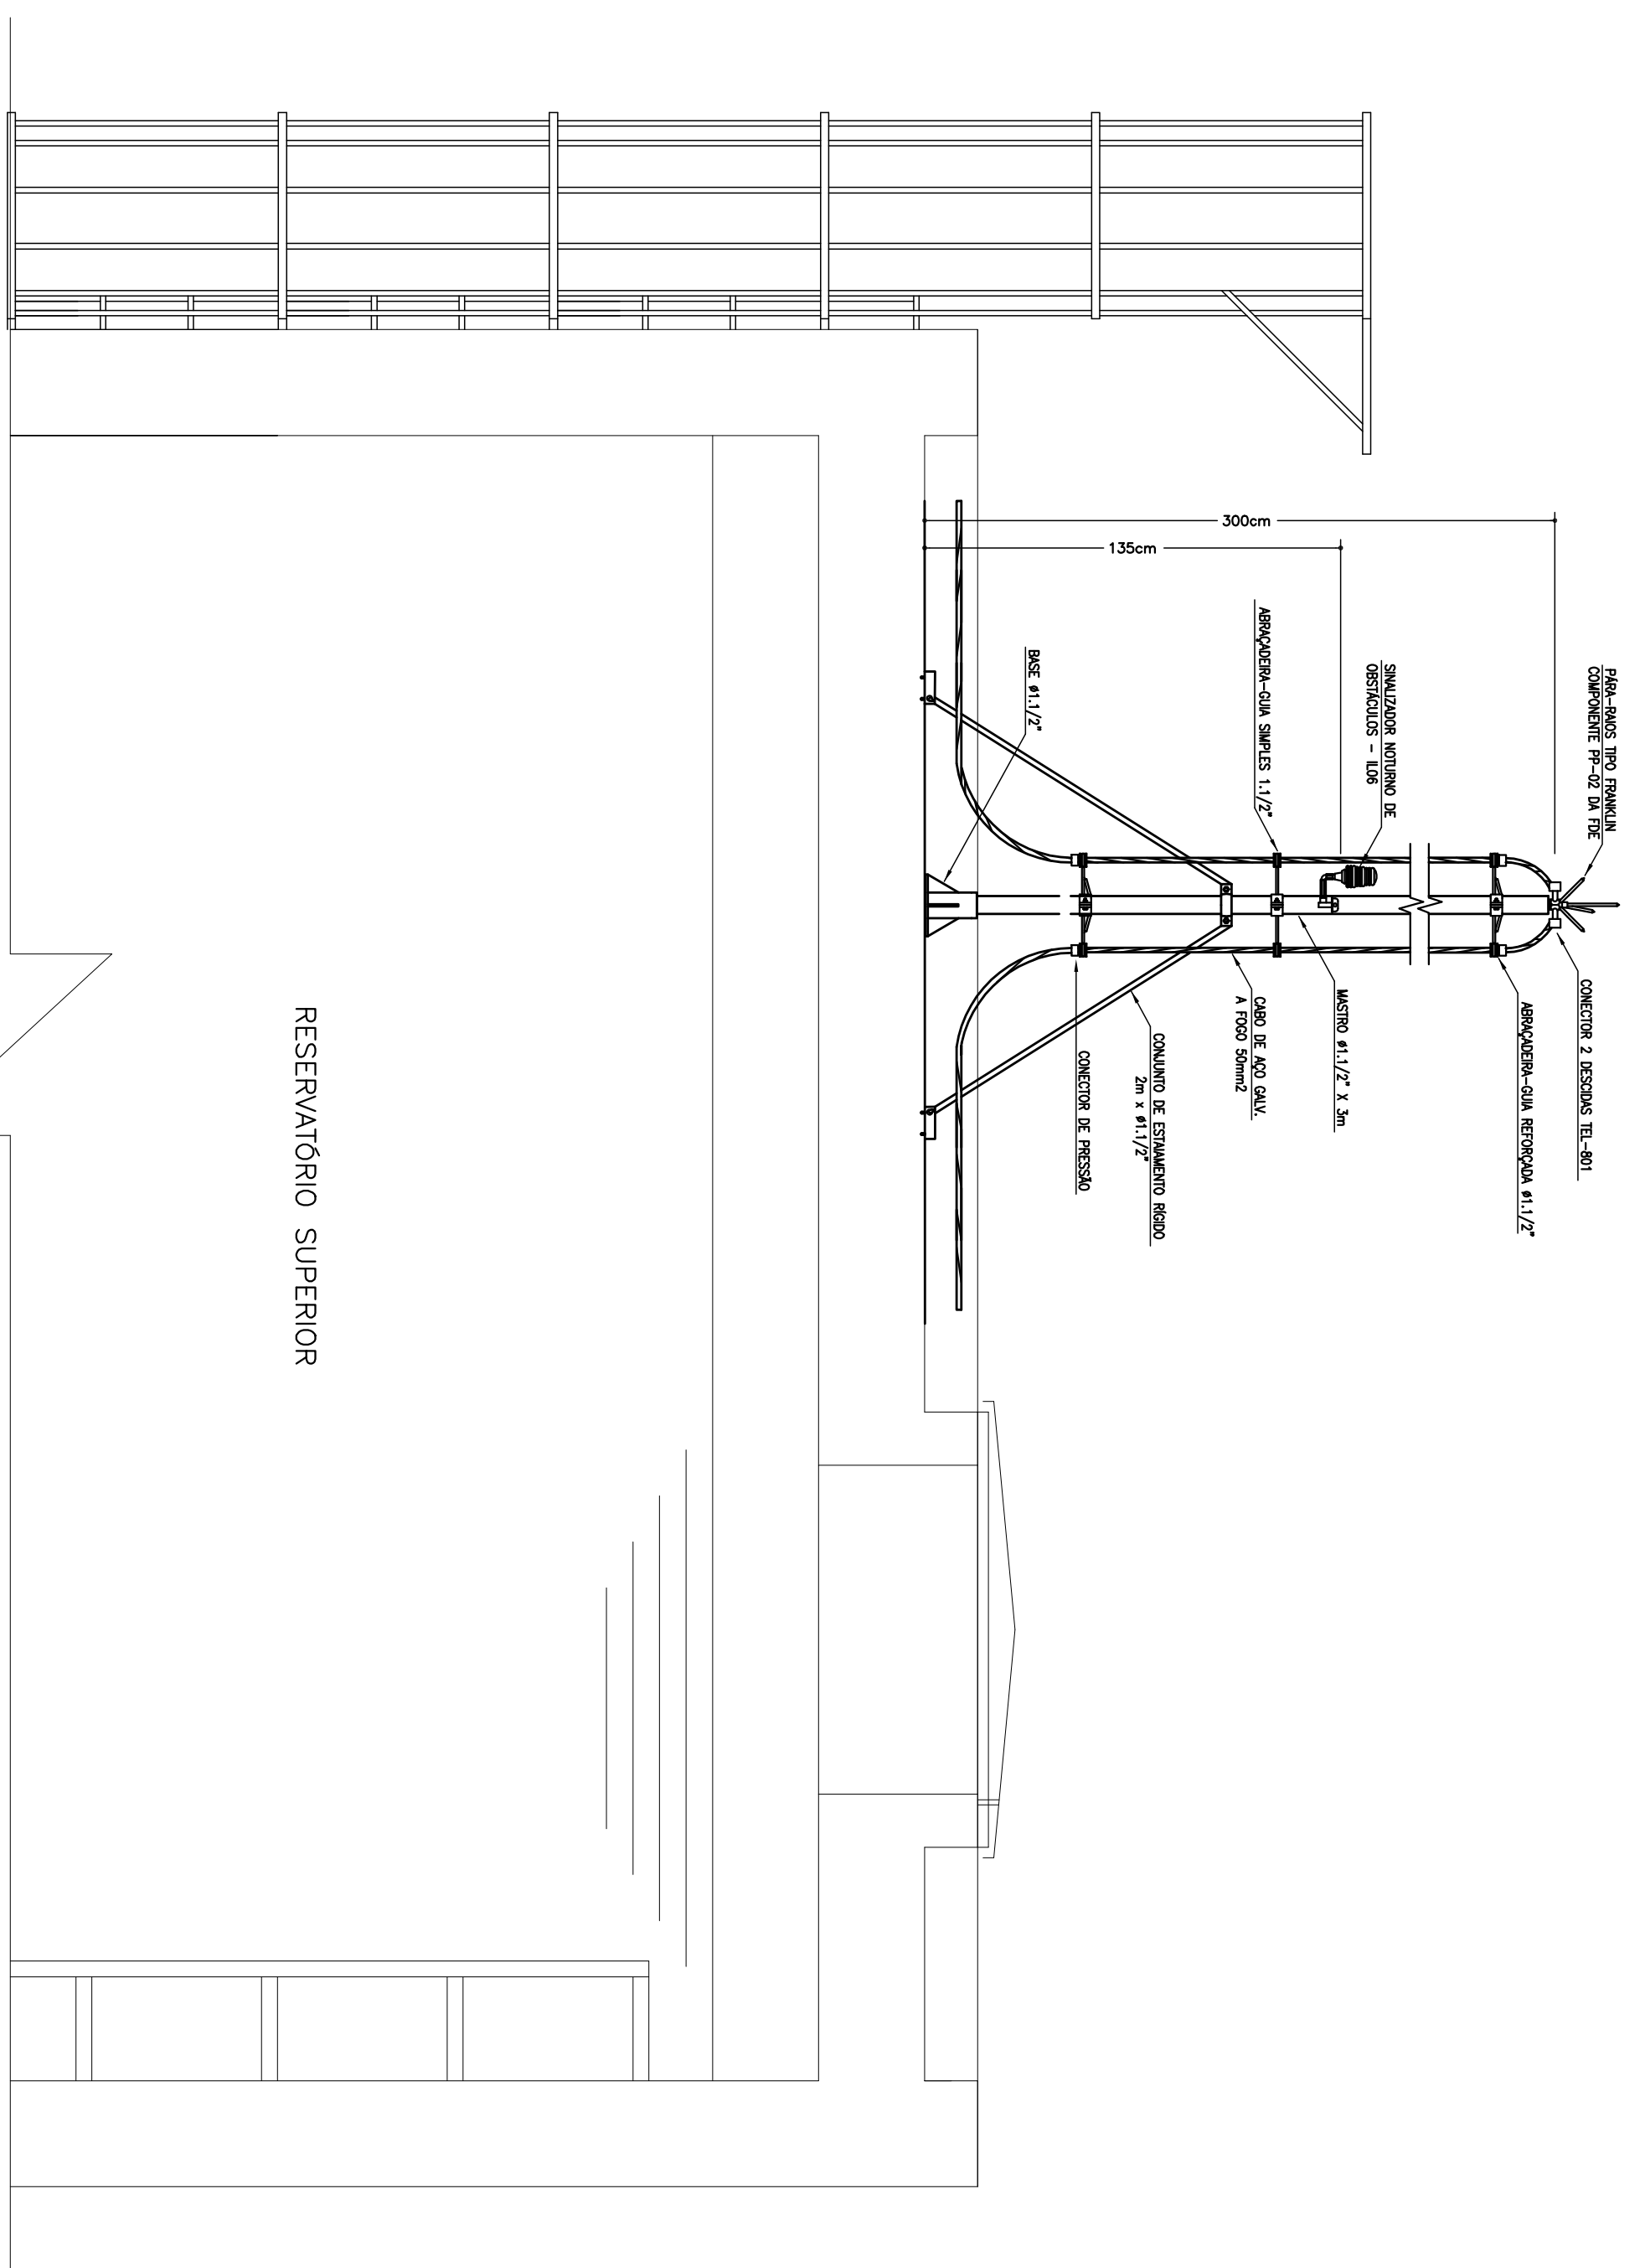 PÁRA-RAIOS TIPO FRANKLIN
COMPONENTE PP-02 DA FDE
CONECTOR 2 DESCIDAS TEL-801
ABRAÇADEIRA-GUIA REFORÇADA ø1.1/2"
SINALIZADOR NOTURNO DE
OBSTÁCULOS - IL06
MASTRO ø1.1/2" X 3m
ABRAÇADEIRA-GUIA SIMPLES 1.1/2"
CABO DE AÇO GALV.
A FOGO 50mm2
300cm
135cm
CONJUNTO DE ESTAIAMENTO RÍGIDO
2m x ø1.1/2"
CONECTOR DE PRESSÃO
BASE ø1.1/2"
RESERVATÓRIO SUPERIOR